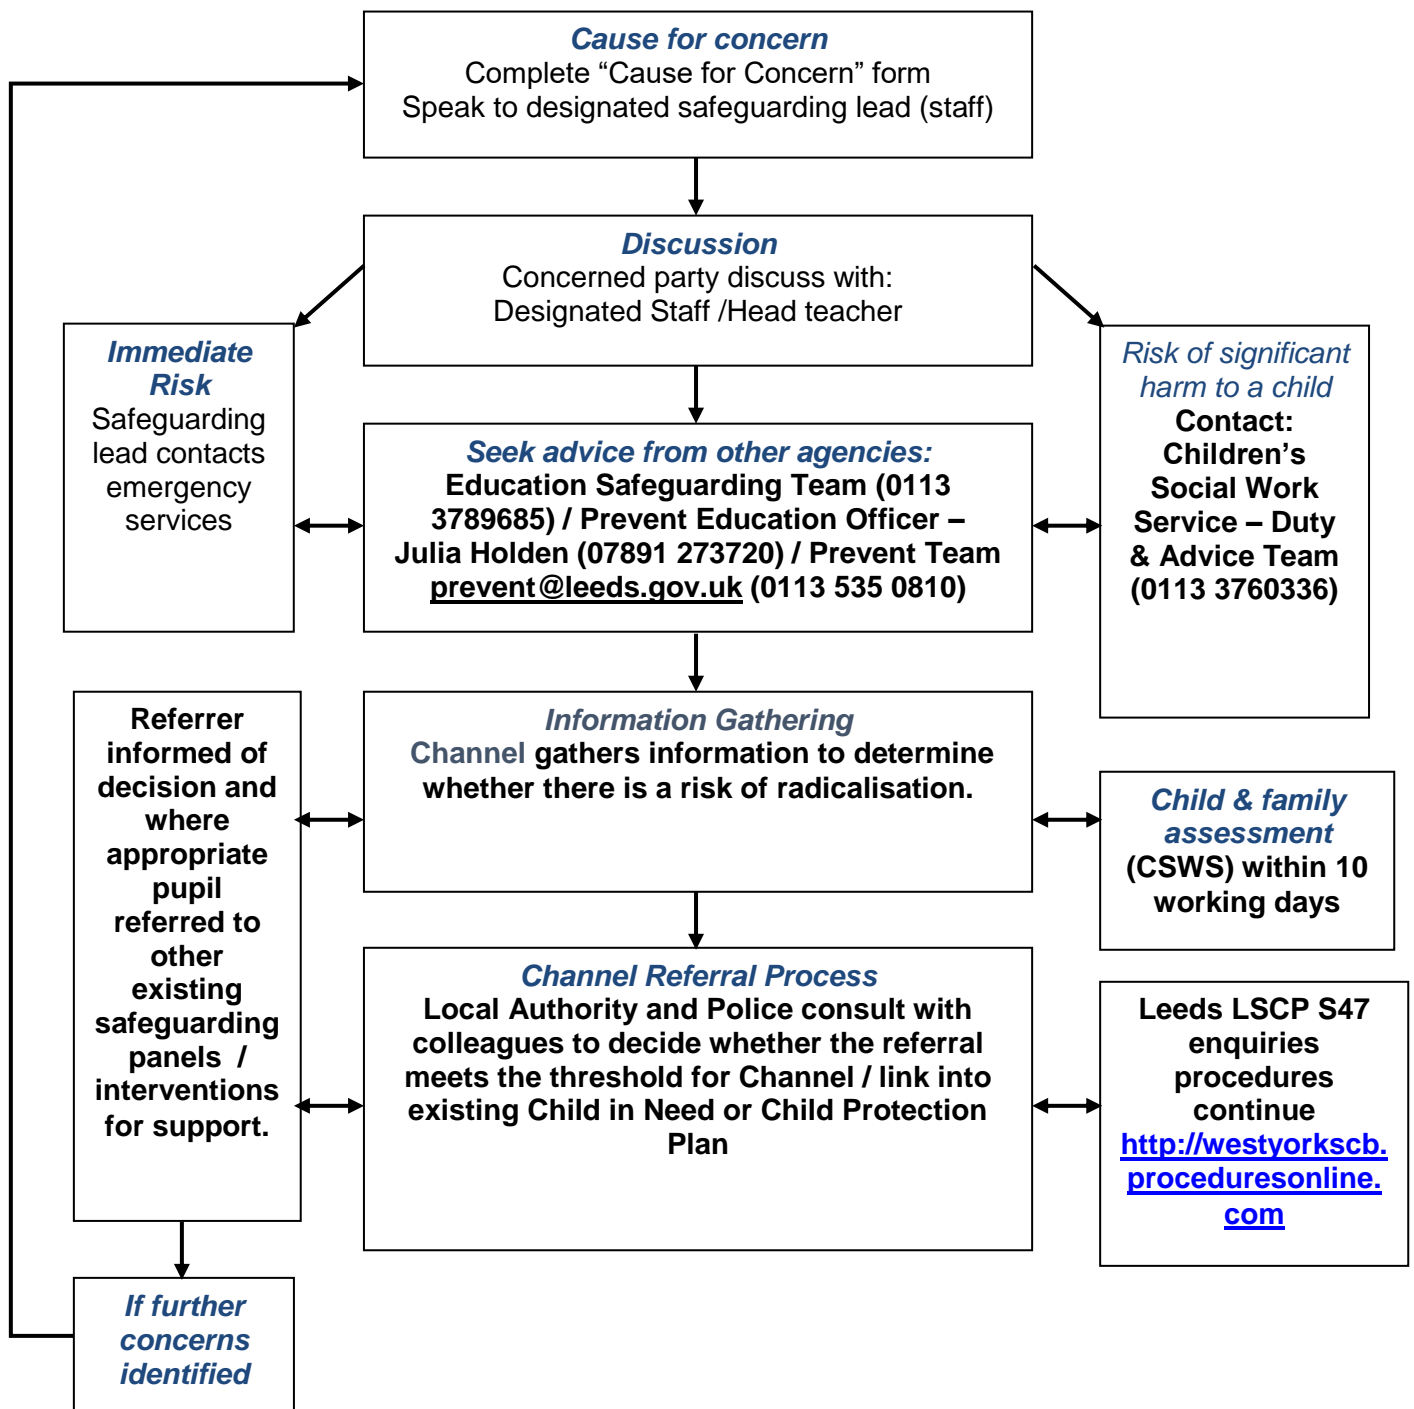 Cause for concern
Complete “Cause for Concern” form
Speak to designated safeguarding lead (staff)
Discussion
Concerned party discuss with:
Designated Staff /Head teacher
Immediate
Risk
Safeguarding
lead contacts
emergency
services
Seek advice from other agencies:
Education Safeguarding Team (0113
3789685) / Prevent Education Officer –
Julia Holden (07891 273720) / Prevent Team
prevent@leeds.gov.uk (0113 535 0810)
Risk of significant
harm to a child
Contact:
Children’s
Social Work
Service – Duty
& Advice Team
(0113 3760336)
Referrer
informed of
decision and
where
appropriate
pupil
referred to
other
existing
safeguarding
panels /
interventions
for support.
Information Gathering
Channel gathers information to determine
whether there is a risk of radicalisation.
Child & family
assessment
(CSWS) within 10
working days
Channel Referral Process
Local Authority and Police consult with
colleagues to decide whether the referral
meets the threshold for Channel / link into
existing Child in Need or Child Protection
Plan
Leeds LSCP S47
enquiries
procedures
continue
http://westyorkscb.
proceduresonline.
com
If further
concerns
identified